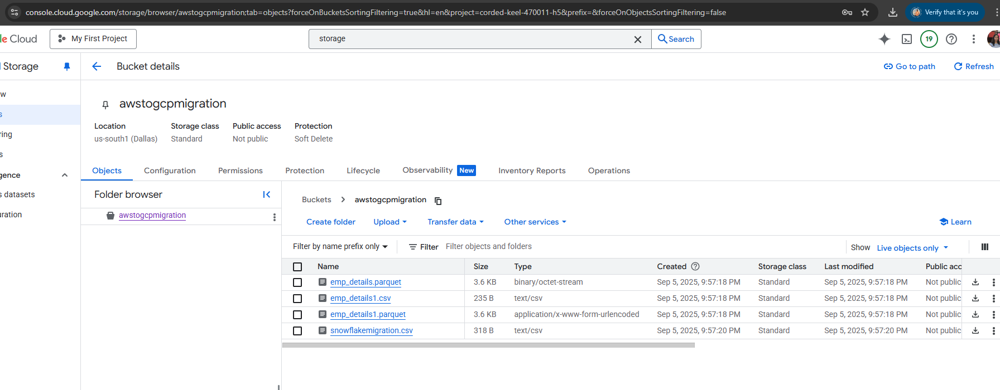 console.cloud.google.com/storage/browser/awstogcpmigration;tab=objects?forceOnBucketsSortingFiltering=true&hl=en&project=corded-keel-470011-h5&prefix=&forceOnObjectsSortingFiltering=false
Verify that it's you
le Cloud
My First Project
storage
Search
19
Storage
Bucket details
Go to path
Refresh
w
s
ring
s
gence
s datasets
uration
awstogcpmigration
Location Storage class Public access Protection
us-south1 (Dallas) Standard Not public Soft Delete
Objects Configuration Permissions Protection Lifecycle Observability New Inventory Reports Operations
Folder browser
awstogcpmigration
Buckets > awstogcpmigration
Create folder Upload Transfer data Other services Learn
Filter by name prefix only Filter Filter objects and folders Show Live objects only
Name Size Type Created Storage class Last modified Public acc
emp_details.parquet 3.6 KB binary/octet-stream Sep 5, 2025, 9:57:18 PM Standard Sep 5, 2025, 9:57:18 PM Not public
emp_details1.csv 235 B text/csv Sep 5, 2025, 9:57:18 PM Standard Sep 5, 2025, 9:57:18 PM Not public
emp_details1.parquet 3.6 KB application/x-www-form-urlencoded Sep 5, 2025, 9:57:18 PM Standard Sep 5, 2025, 9:57:18 PM Not public
snowflakemigration.csv 318 B text/csv Sep 5, 2025, 9:57:20 PM Standard Sep 5, 2025, 9:57:20 PM Not public